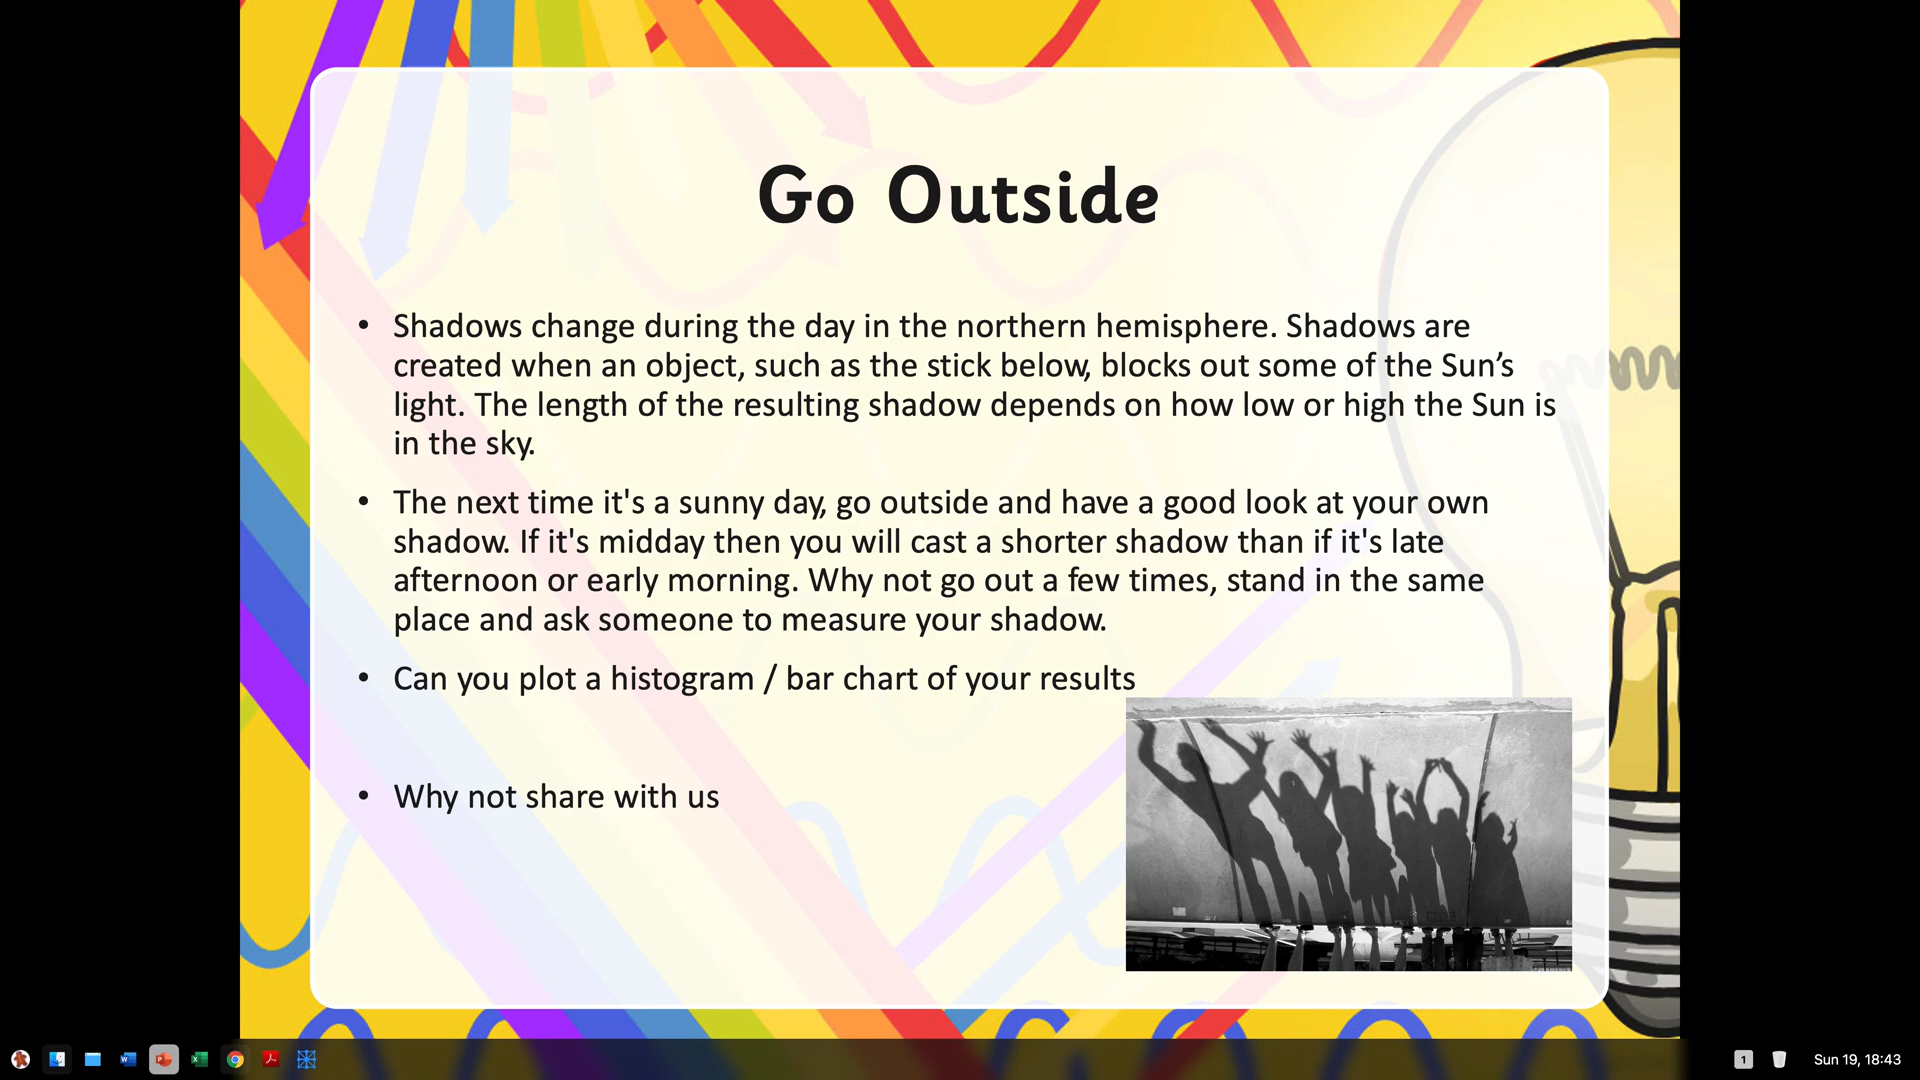 Go Outside
• Shadows change during the day in the northern hemisphere. Shadows are
created when an object, such as the stick below, blocks out some of the Sun’s
light. The length of the resulting shadow depends on how low or high the Sun is
in the sky.
• The next time it's a sunny day, go outside and have a good look at your own
shadow. If it's midday then you will cast a shorter shadow than if it's late
afternoon or early morning. Why not go out a few times, stand in the same
place and ask someone to measure your shadow.
• Can you plot a histogram / bar chart of your results
• Why not share with us
1 Sun 19, 18:43